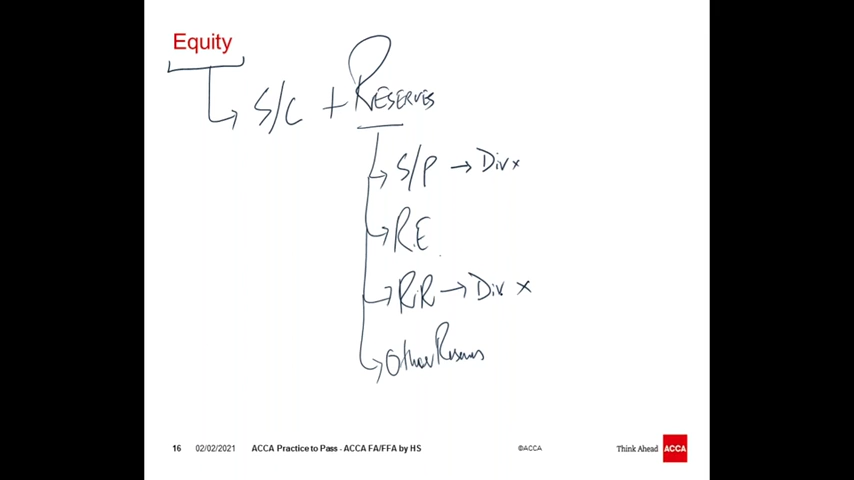 Equity
S/C + RESERVES
S/P → Div x
R.E
R.R → Div x
Other Reserves
16 02/02/2021 ACCA Practice to Pass - ACCA FA/FFA by HS ©ACCA Think Ahead ACCA